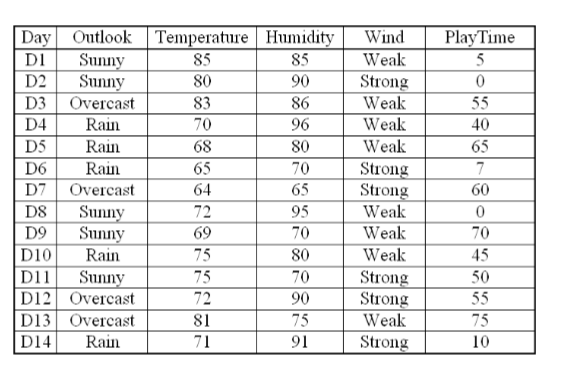 Day Outlook Temperature Humidity Wind PlayTime
D1 Sunny 85 85 Weak 5
D2 Sunny 80 90 Strong 0
D3 Overcast 83 86 Weak 55
D4 Rain 70 96 Weak 40
D5 Rain 68 80 Weak 65
D6 Rain 65 70 Strong 7
D7 Overcast 64 65 Strong 60
D8 Sunny 72 95 Weak 0
D9 Sunny 69 70 Weak 70
D10 Rain 75 80 Weak 45
D11 Sunny 75 70 Strong 50
D12 Overcast 72 90 Strong 55
D13 Overcast 81 75 Weak 75
D14 Rain 71 91 Strong 10